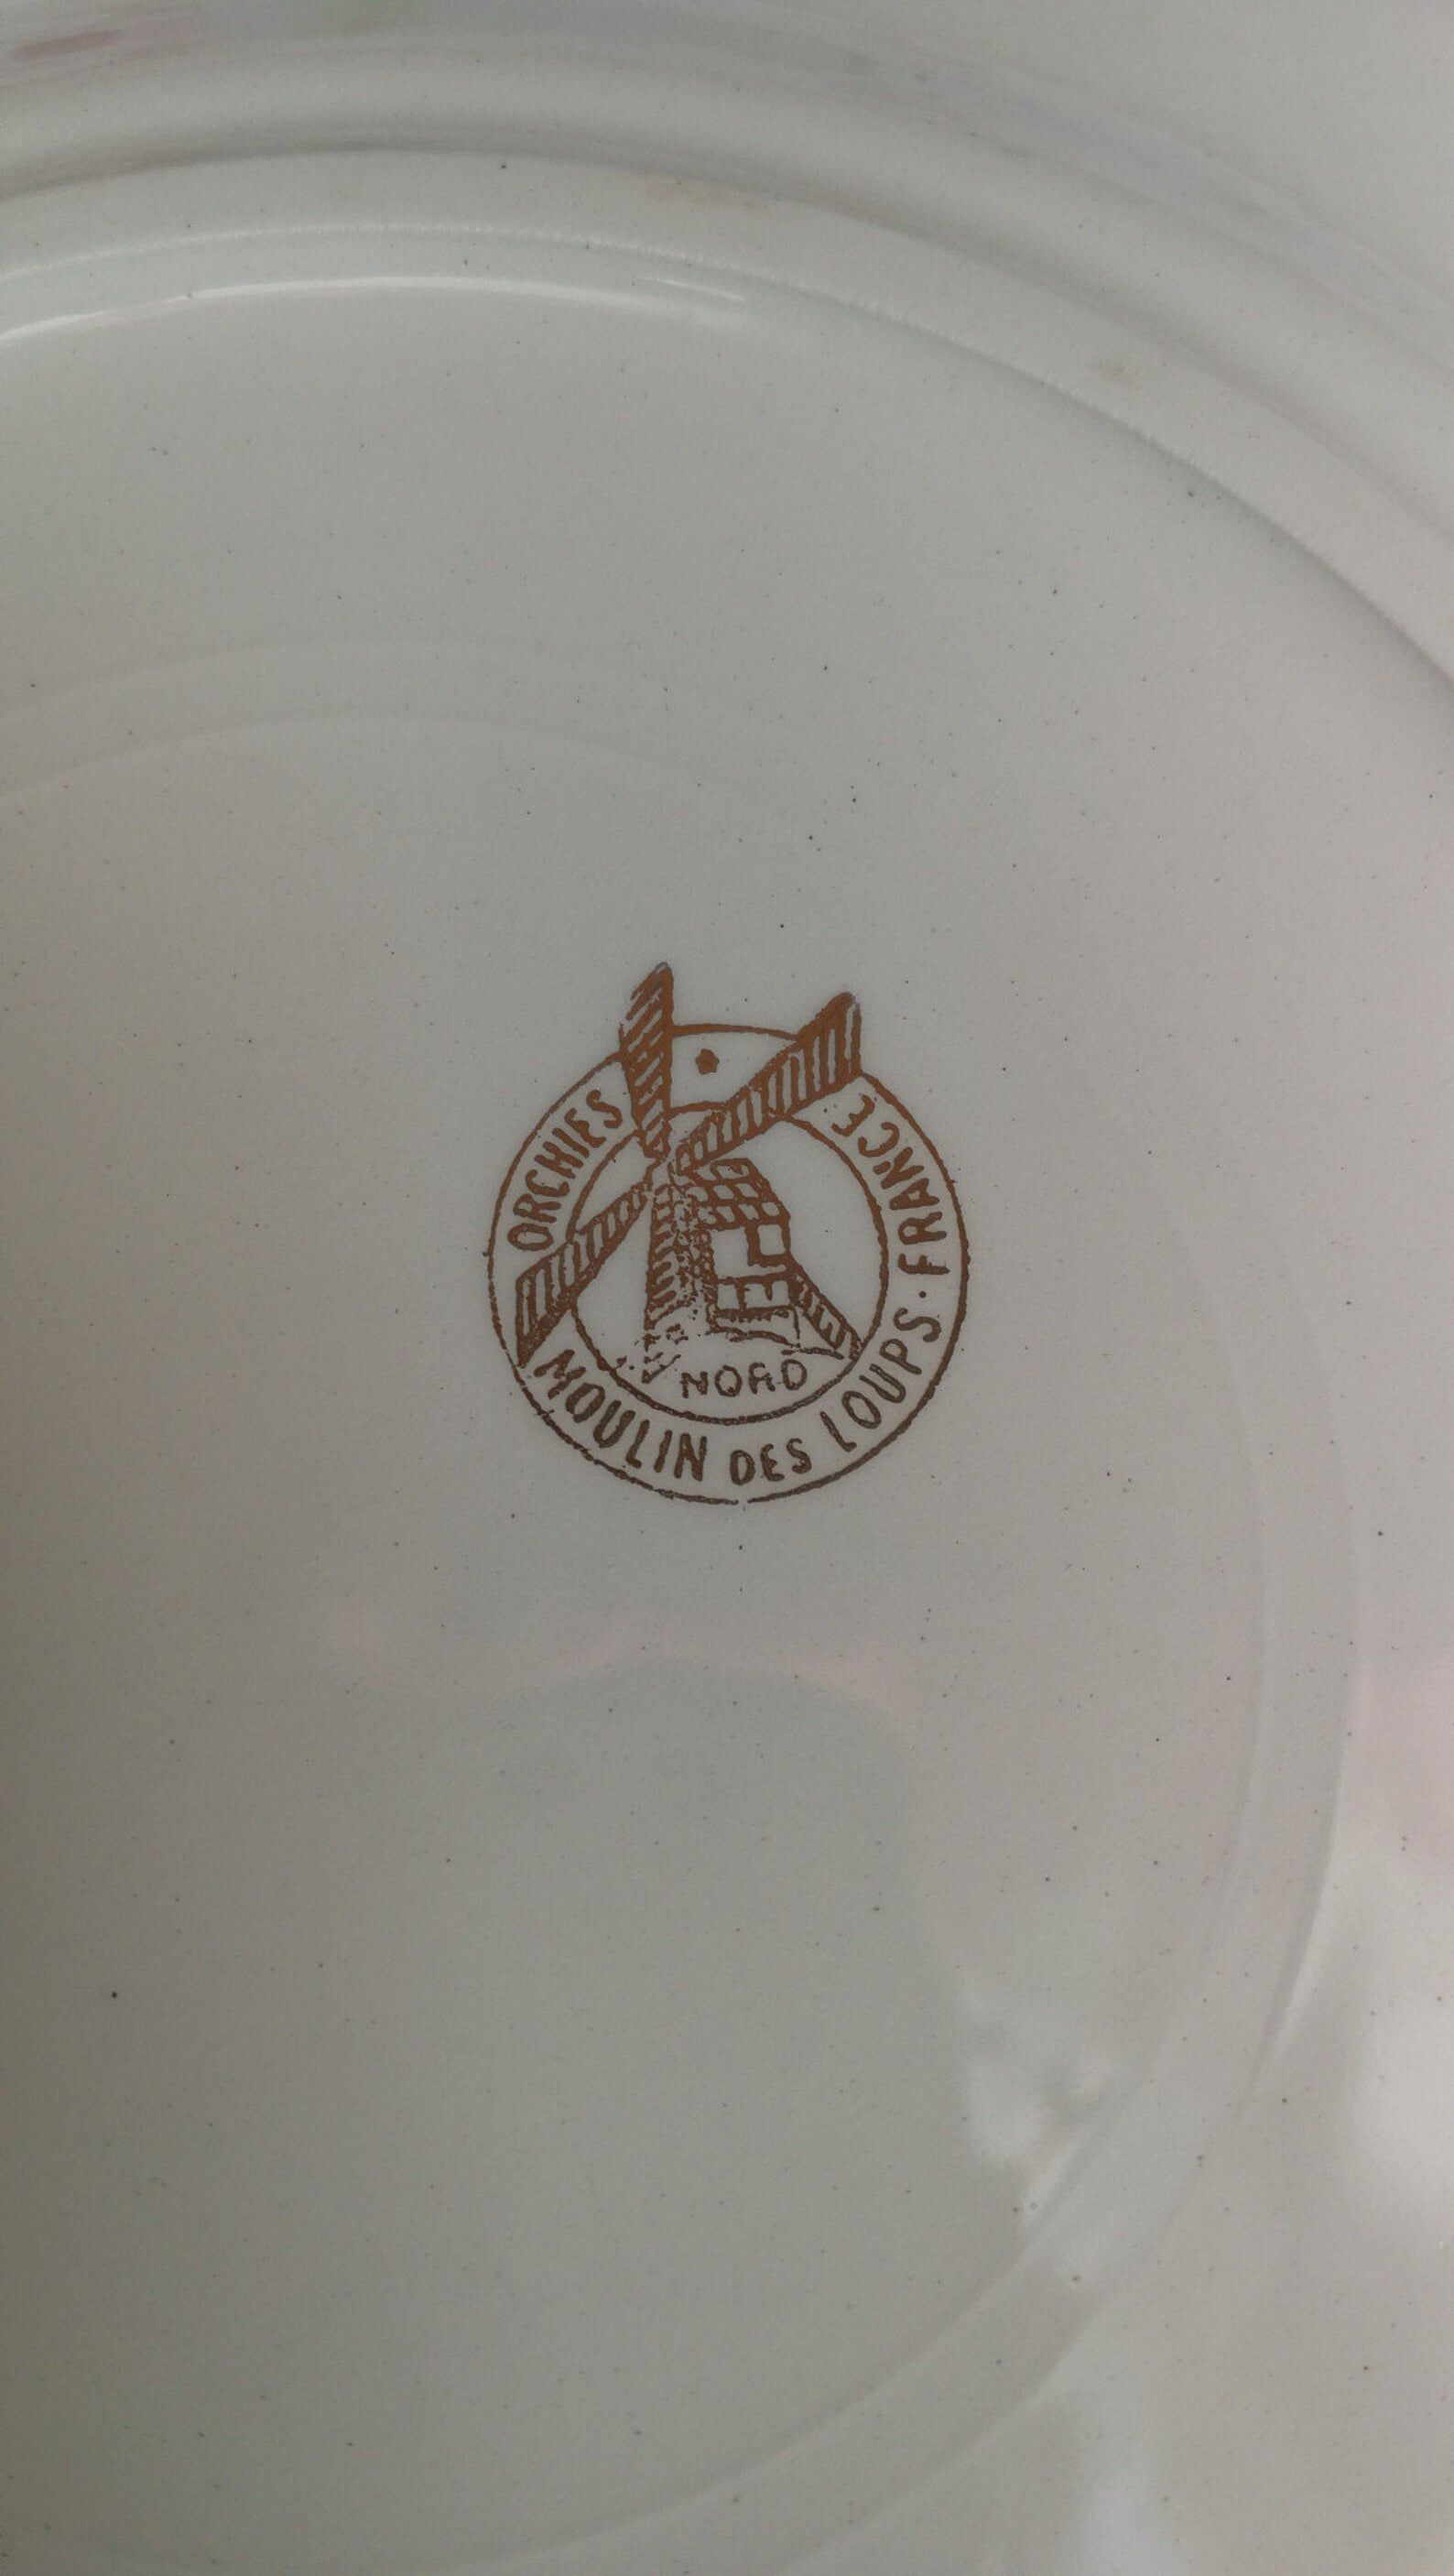 ORCHIES
MOULIN DES LOUPS · FRANCE
NORD